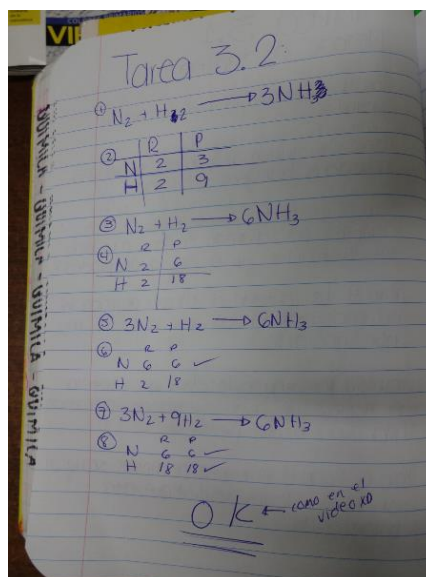 VI
QUIMICA - QUIMICA - QUIMICA - QUIMICA
Tarea 3.2:
① N₂ + H₂ → 3NH₃
② R P
N 2 3
H 2 9
③ N₂ + H₂ → 6NH₃
④ R P
N 2 6
H 2 18
⑤ 3N₂ + H₂ → 6NH₃
⑥ R P
N 6 6 ✓
H 2 18
⑦ 3N₂ + 9H₂ → 6NH₃
⑧ R P
N 6 6 ✓
H 18 18 ✓
OK ← como en el
video XD